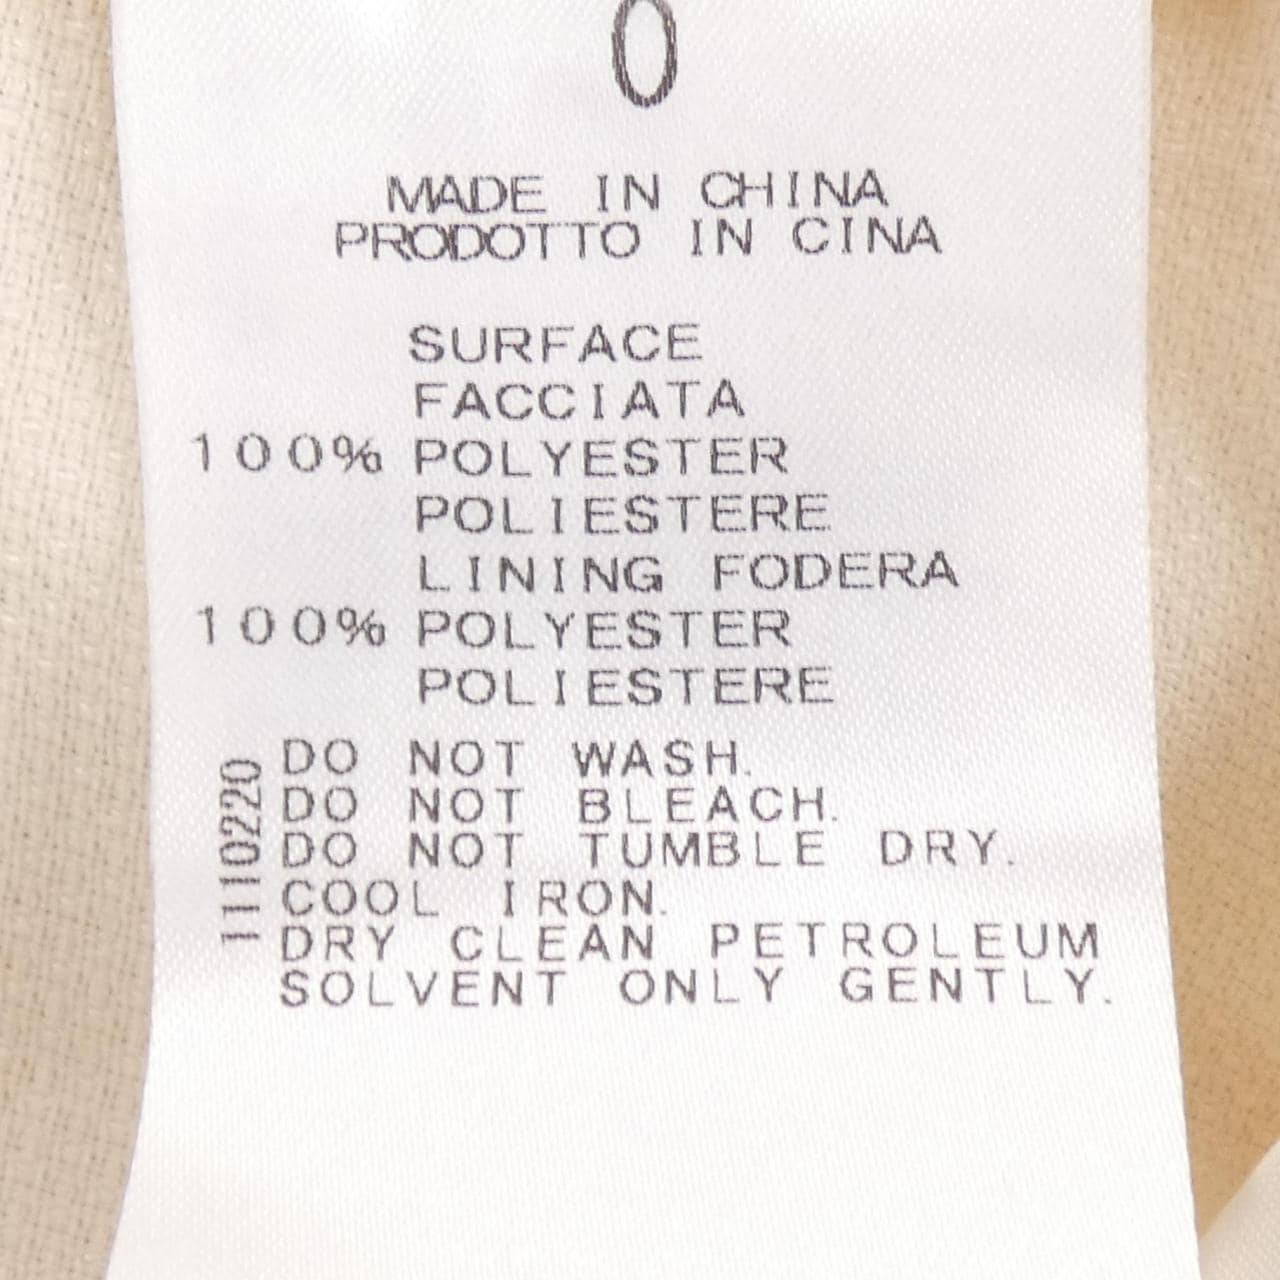 0
MADE IN CHINA
PRODOTTO IN CINA
SURFACE
FACCIATA
100% POLYESTER
POLIESTERE
LINING FODERA
100% POLYESTER
POLIESTERE
1110220
DO NOT WASH.
DO NOT BLEACH.
DO NOT TUMBLE DRY.
COOL IRON.
DRY CLEAN PETROLEUM
SOLVENT ONLY GENTLY.